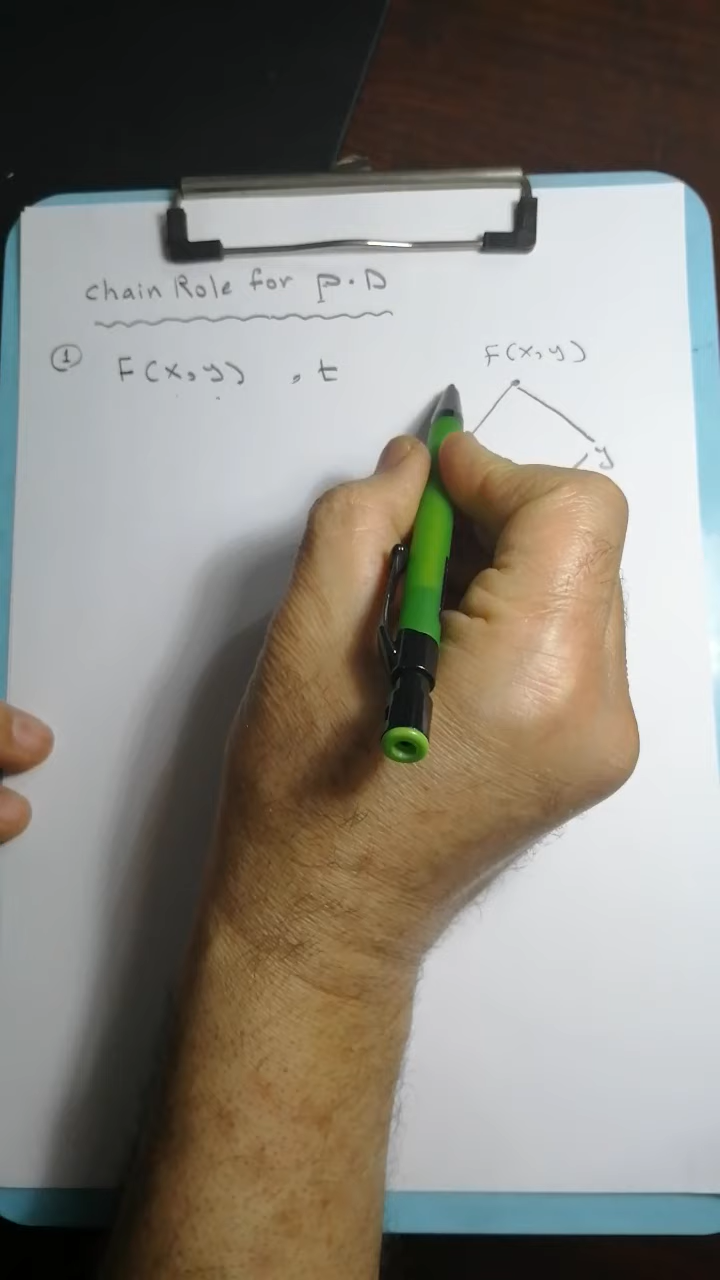 chain Role for P.D
① F(x,y) , t
F(x,y)
y